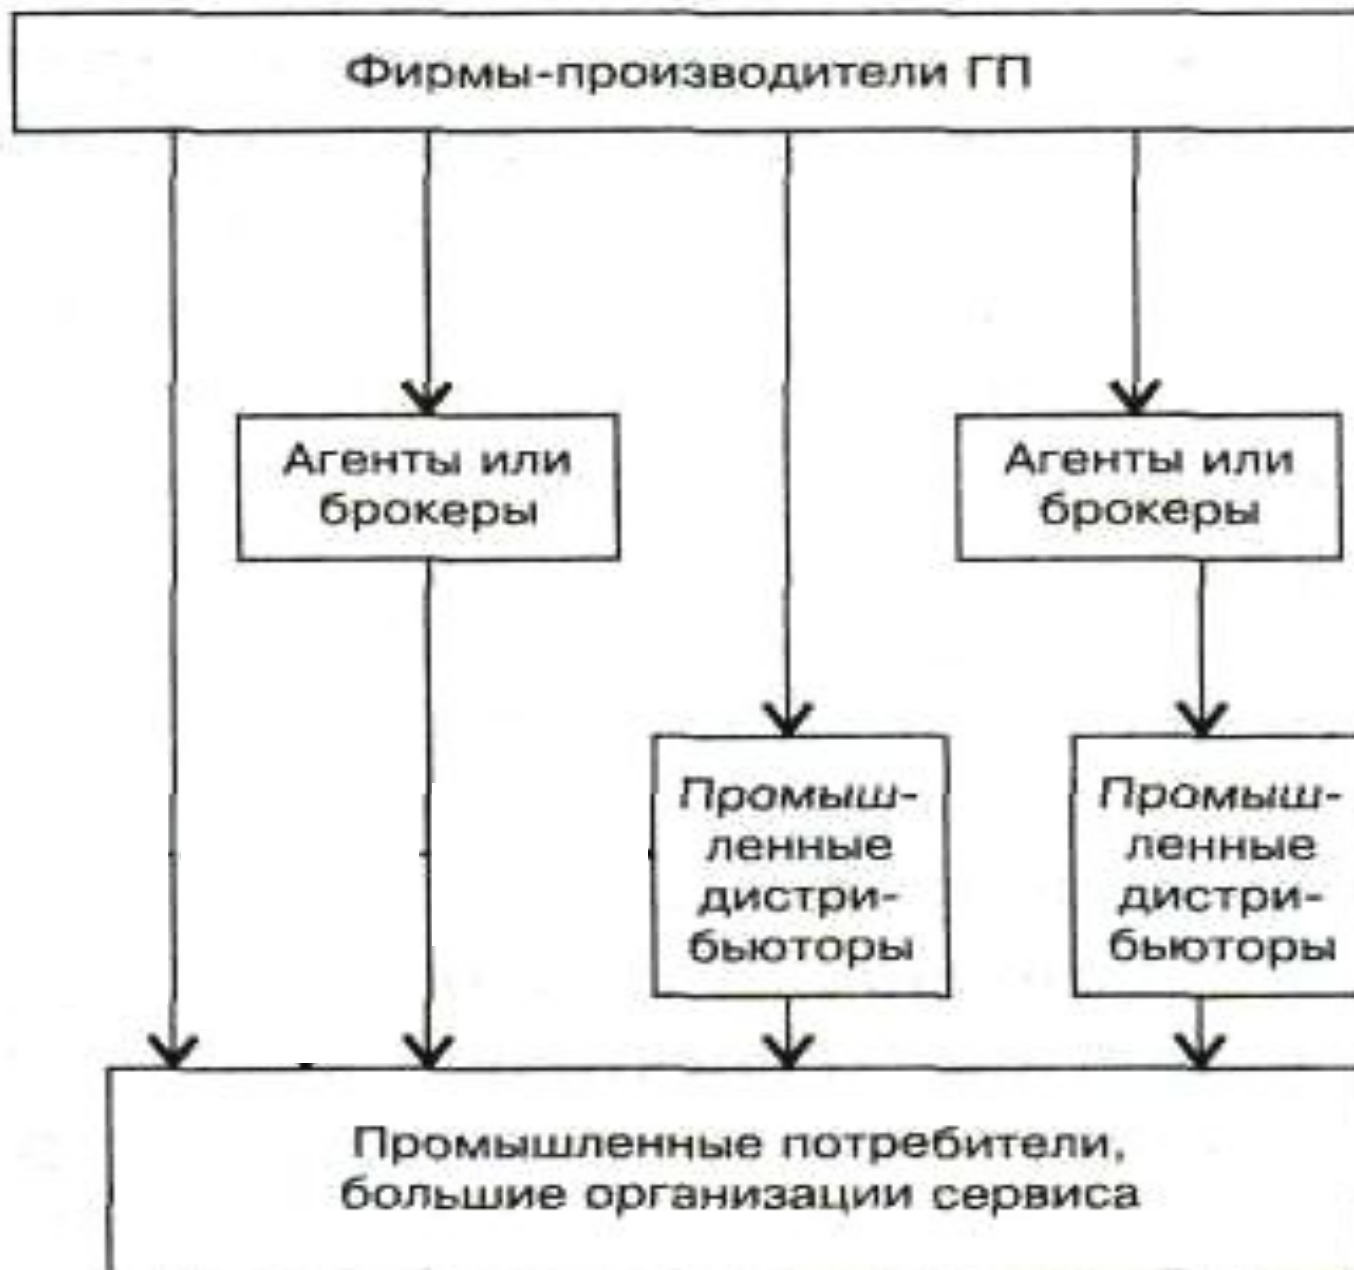 Фирмы-производители ГП
Агенты или
брокеры
Агенты или
брокеры
Промыш-
ленные
дистри-
бьюторы
Промыш-
ленные
дистри-
бьюторы
Промышленные потребители,
большие организации сервиса